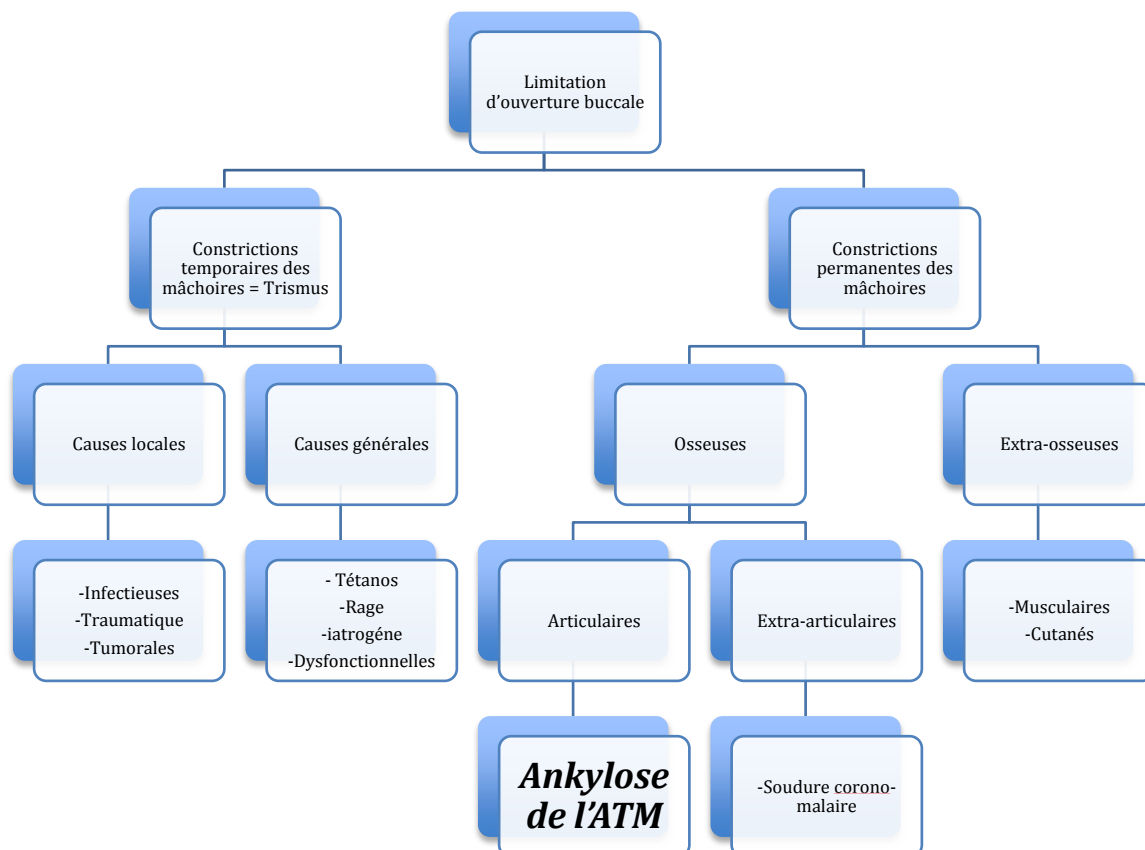 Limitation
d'ouverture buccale
Constrictions
temporaires des
mâchoires = Trismus
Constrictions
permanentes des
mâchoires
Causes locales
Causes générales
Osseuses
Extra-osseuses
-Infectieuses
-Traumatique
-Tumorales
- Tétanos
-Rage
-iatrogéne
-Dysfonctionnelles
Articulaires
Extra-articulaires
-Musculaires
-Cutanés
Ankylose
de l'ATM
-Soudure corono-
malaire